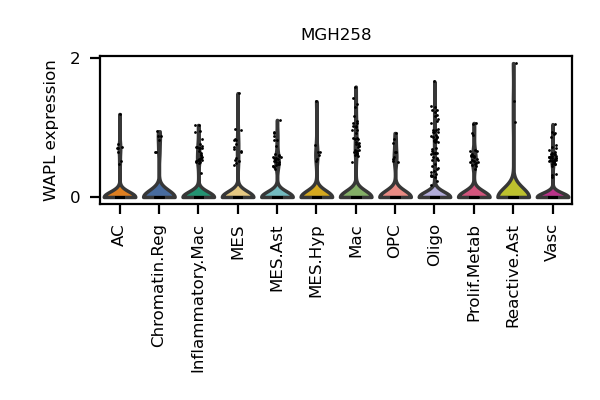 MGH258
WAPL expression
2
0
AC
Chromatin.Reg
Inflammatory.Mac
MES
MES.Ast
MES.Hyp
Mac
OPC
Oligo
Prolif.Metab
Reactive.Ast
Vasc